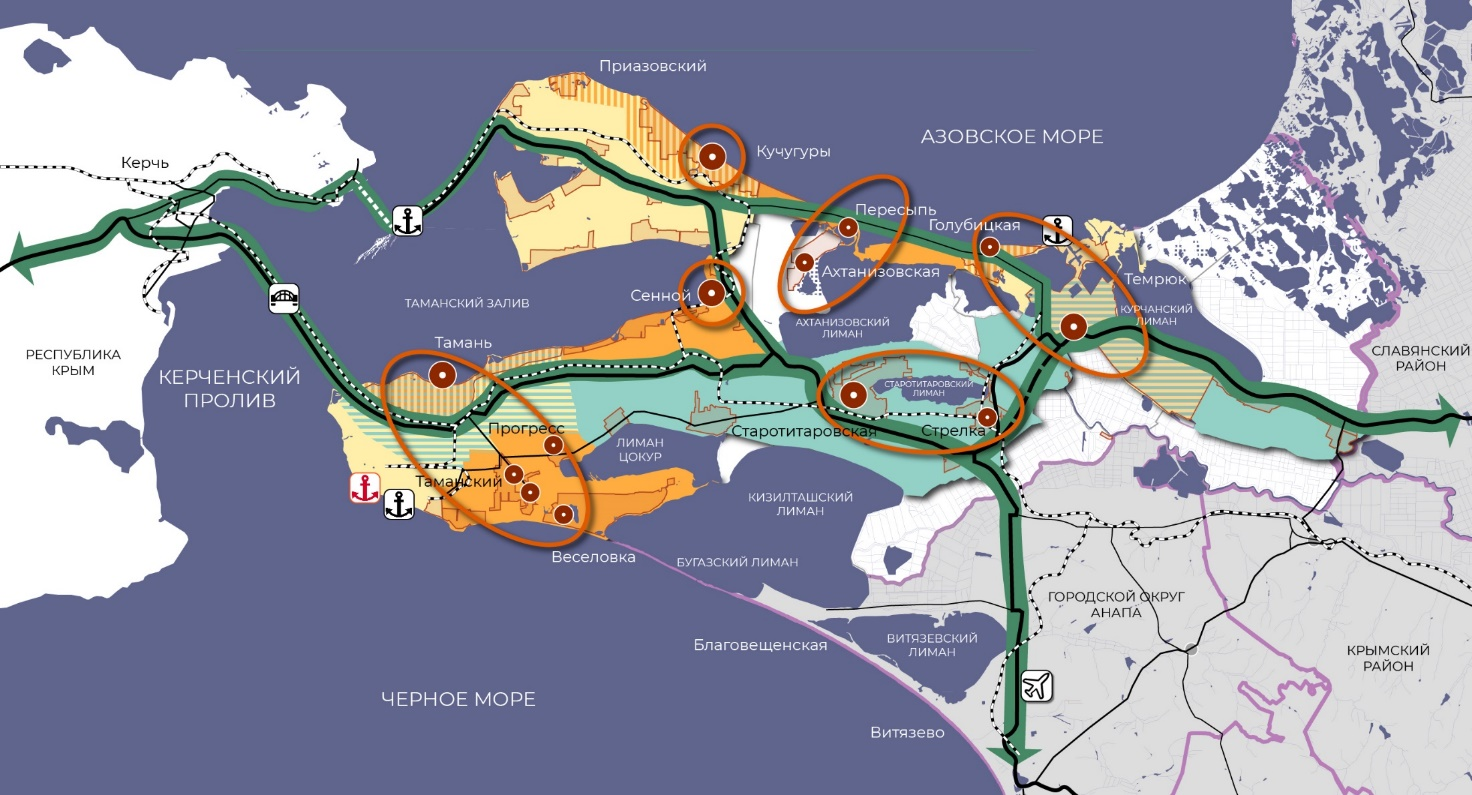 Приазовский
АЗОВСКОЕ МОРЕ
Кучугуры
Керчь
Пересыпь
Голубицкая
Ахтанизовская
Темрюк
Сенной
ТАМАНСКИЙ ЗАЛИВ
КУРЧАНСКИЙ
ЛИМАН
АХТАНИЗОВСКИЙ
ЛИМАН
Тамань
РЕСПУБЛИКА
КРЫМ
СЛАВЯНСКИЙ
РАЙОН
КЕРЧЕНСКИЙ
ПРОЛИВ
СТАРОТИТАРОВСКИЙ
ЛИМАН
Прогресс
Старотитаровская
Стрелка
ЛИМАН
ЦОКУР
Таманский
КИЗИЛТАШСКИЙ
ЛИМАН
Веселовка
БУГАЗСКИЙ ЛИМАН
ГОРОДСКОЙ ОКРУГ
АНАПА
Благовещенская
ВИТЯЗЕВСКИЙ
ЛИМАН
КРЫМСКИЙ
РАЙОН
ЧЕРНОЕ МОРЕ
Витязево